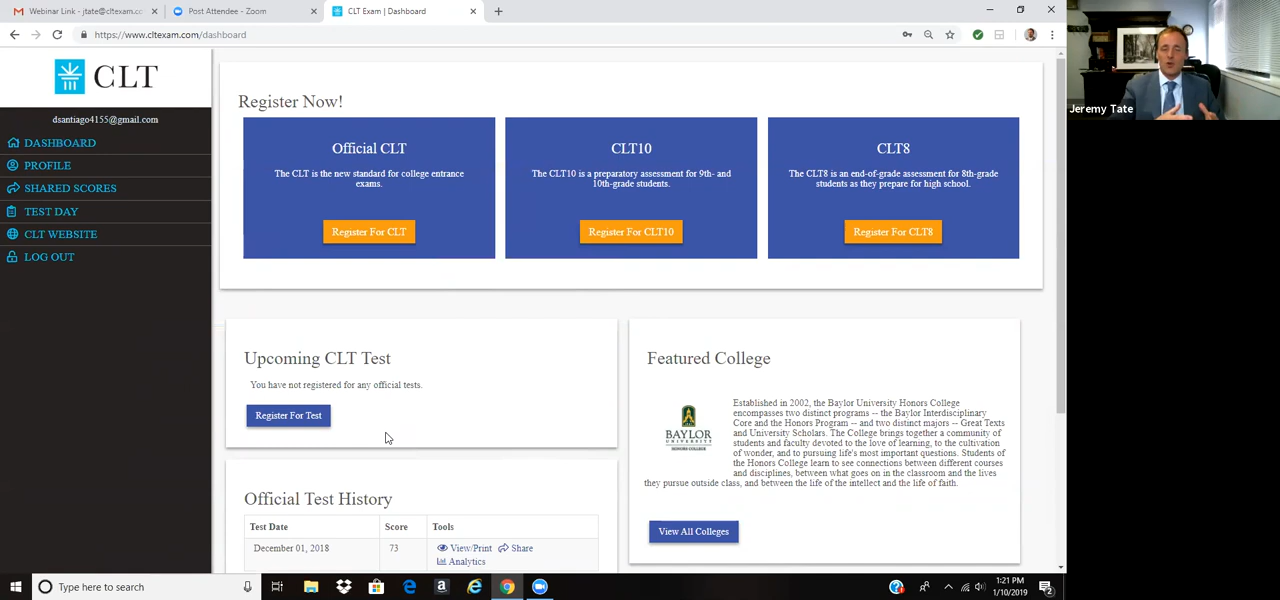 Webinar Link - jtate@cltexam.co
Post Attendee - Zoom
CLT Exam | Dashboard
https://www.cltexam.com/dashboard
CLT
dsantiago4155@gmail.com
DASHBOARD
PROFILE
SHARED SCORES
TEST DAY
CLT WEBSITE
LOG OUT
Register Now!
Official CLT
The CLT is the new standard for college entrance
exams.
Register For CLT
CLT10
The CLT10 is a preparatory assessment for 9th- and
10th-grade students.
Register For CLT10
CLT8
The CLT8 is an end-of-grade assessment for 8th-grade
students as they prepare for high school.
Register For CLT8
Upcoming CLT Test
You have not registered for any official tests.
Register For Test
Official Test History
Test Date Score Tools
December 01, 2018 73 View/Print Share
Analytics
Featured College
BAYLOR
UNIVERSITY
HONORS COLLEGE
Established in 2002, the Baylor University Honors College
encompasses two distinct programs -- the Baylor Interdisciplinary
Core and the Honors Program -- and two distinct majors -- Great Texts
and University Scholars. The College brings together a community of
students and faculty devoted to the love of learning, to the cultivation
of wonder, and to pursuing life's most important questions. Students of
the Honors College learn to see connections between different courses
and disciplines, between what goes on in the classroom and the lives
they pursue outside class, and between the life of the intellect and the life of faith.
View All Colleges
Jeremy Tate
Type here to search
1:21 PM
1/10/2019
2